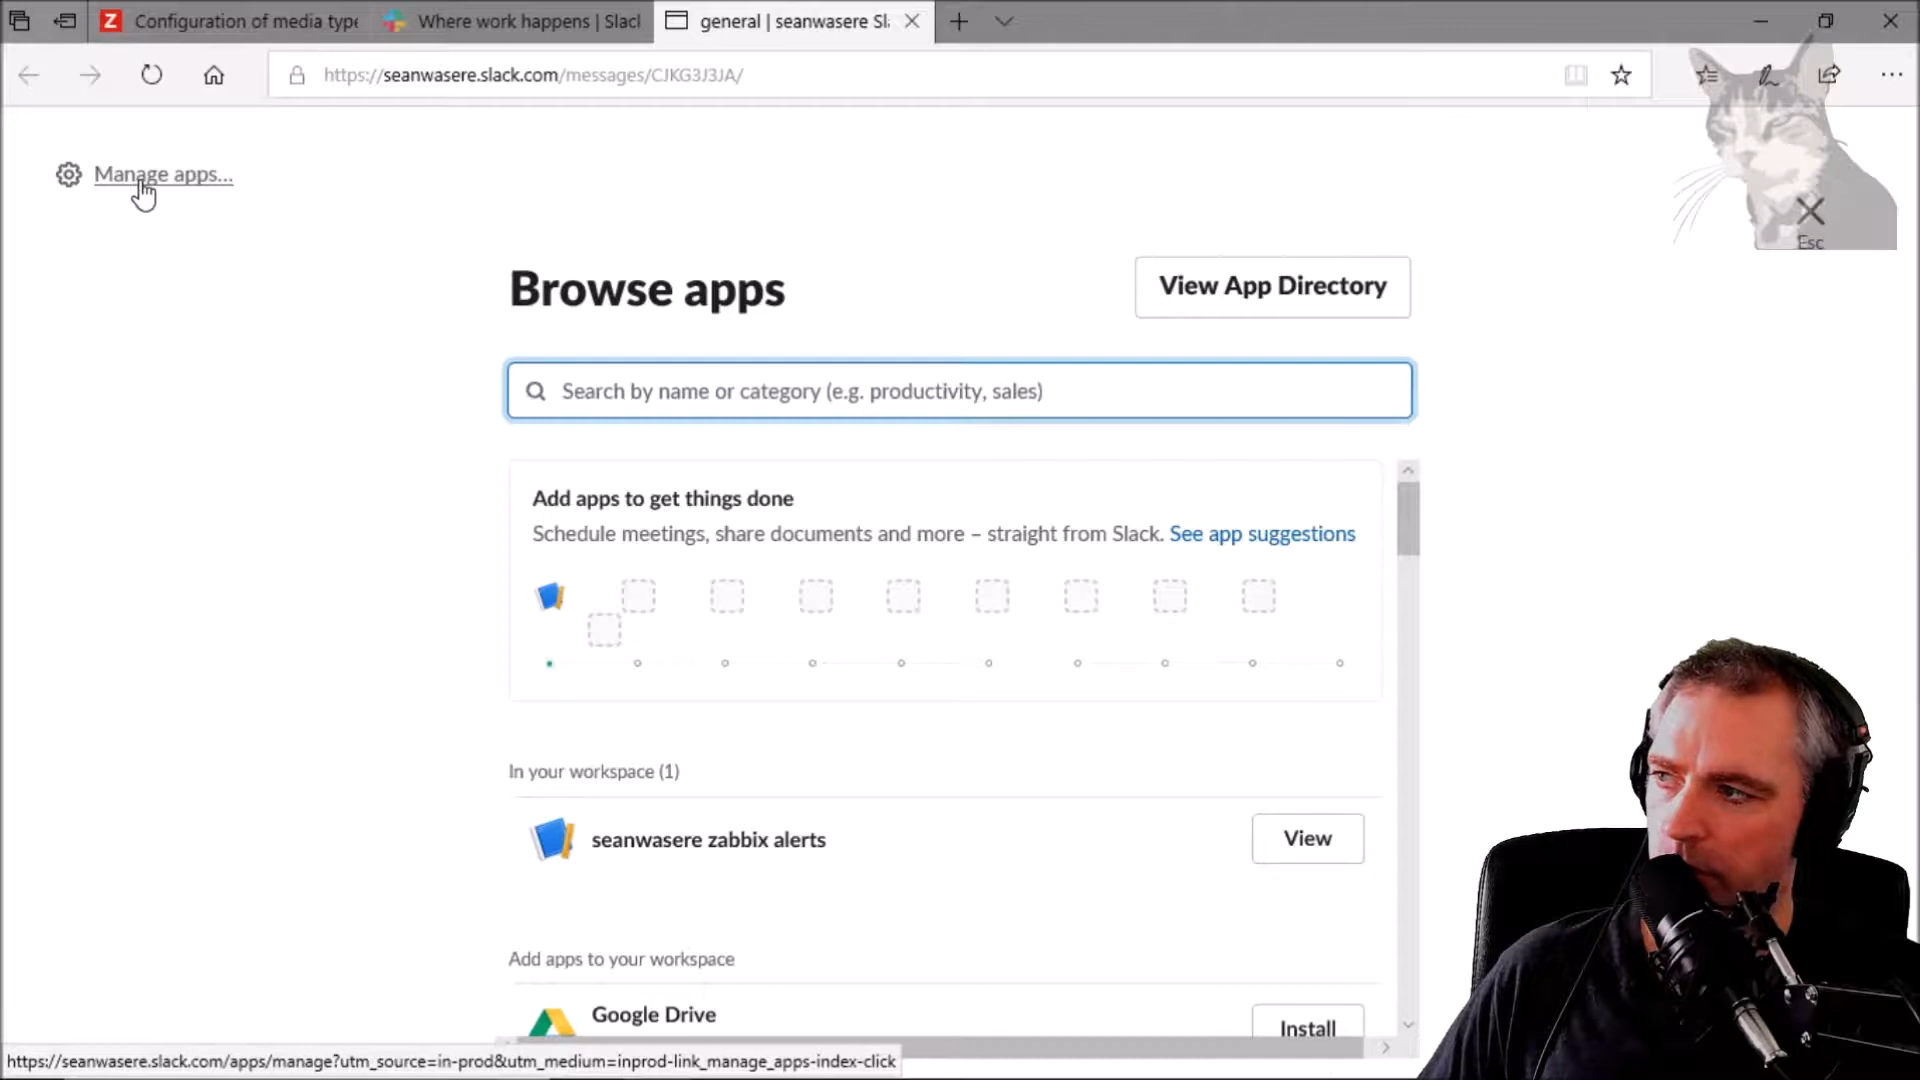 Configuration of media type
Where work happens | Slacl
general | seanwasere Sl
https://seanwasere.slack.com/messages/CJKG3J3JA/
Manage apps...
Esc
Browse apps
View App Directory
Search by name or category (e.g. productivity, sales)
Add apps to get things done
Schedule meetings, share documents and more – straight from Slack. See app suggestions
In your workspace (1)
seanwasere zabbix alerts
View
Add apps to your workspace
Google Drive
Install
https://seanwasere.slack.com/apps/manage?utm_source=in-prod&utm_medium=inprod-link_manage_apps-index-click